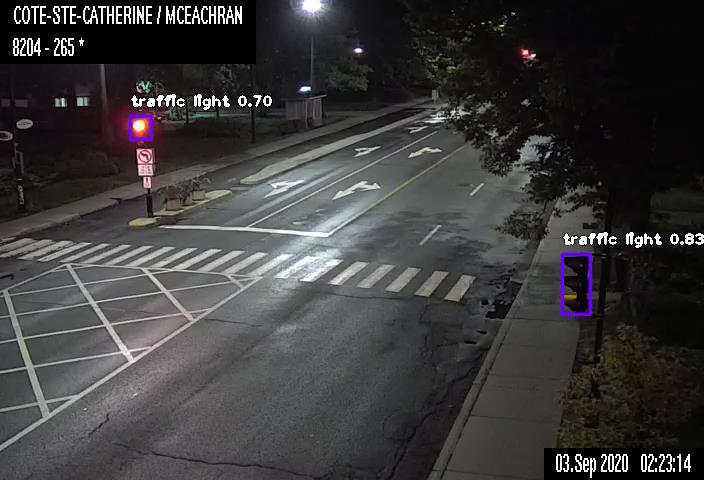 COTE-STE-CATHERINE / MCEACHRAN
8204 - 265 *
traffic light 0.70
traffic light 0.83
03.Sep 2020 02:23:14